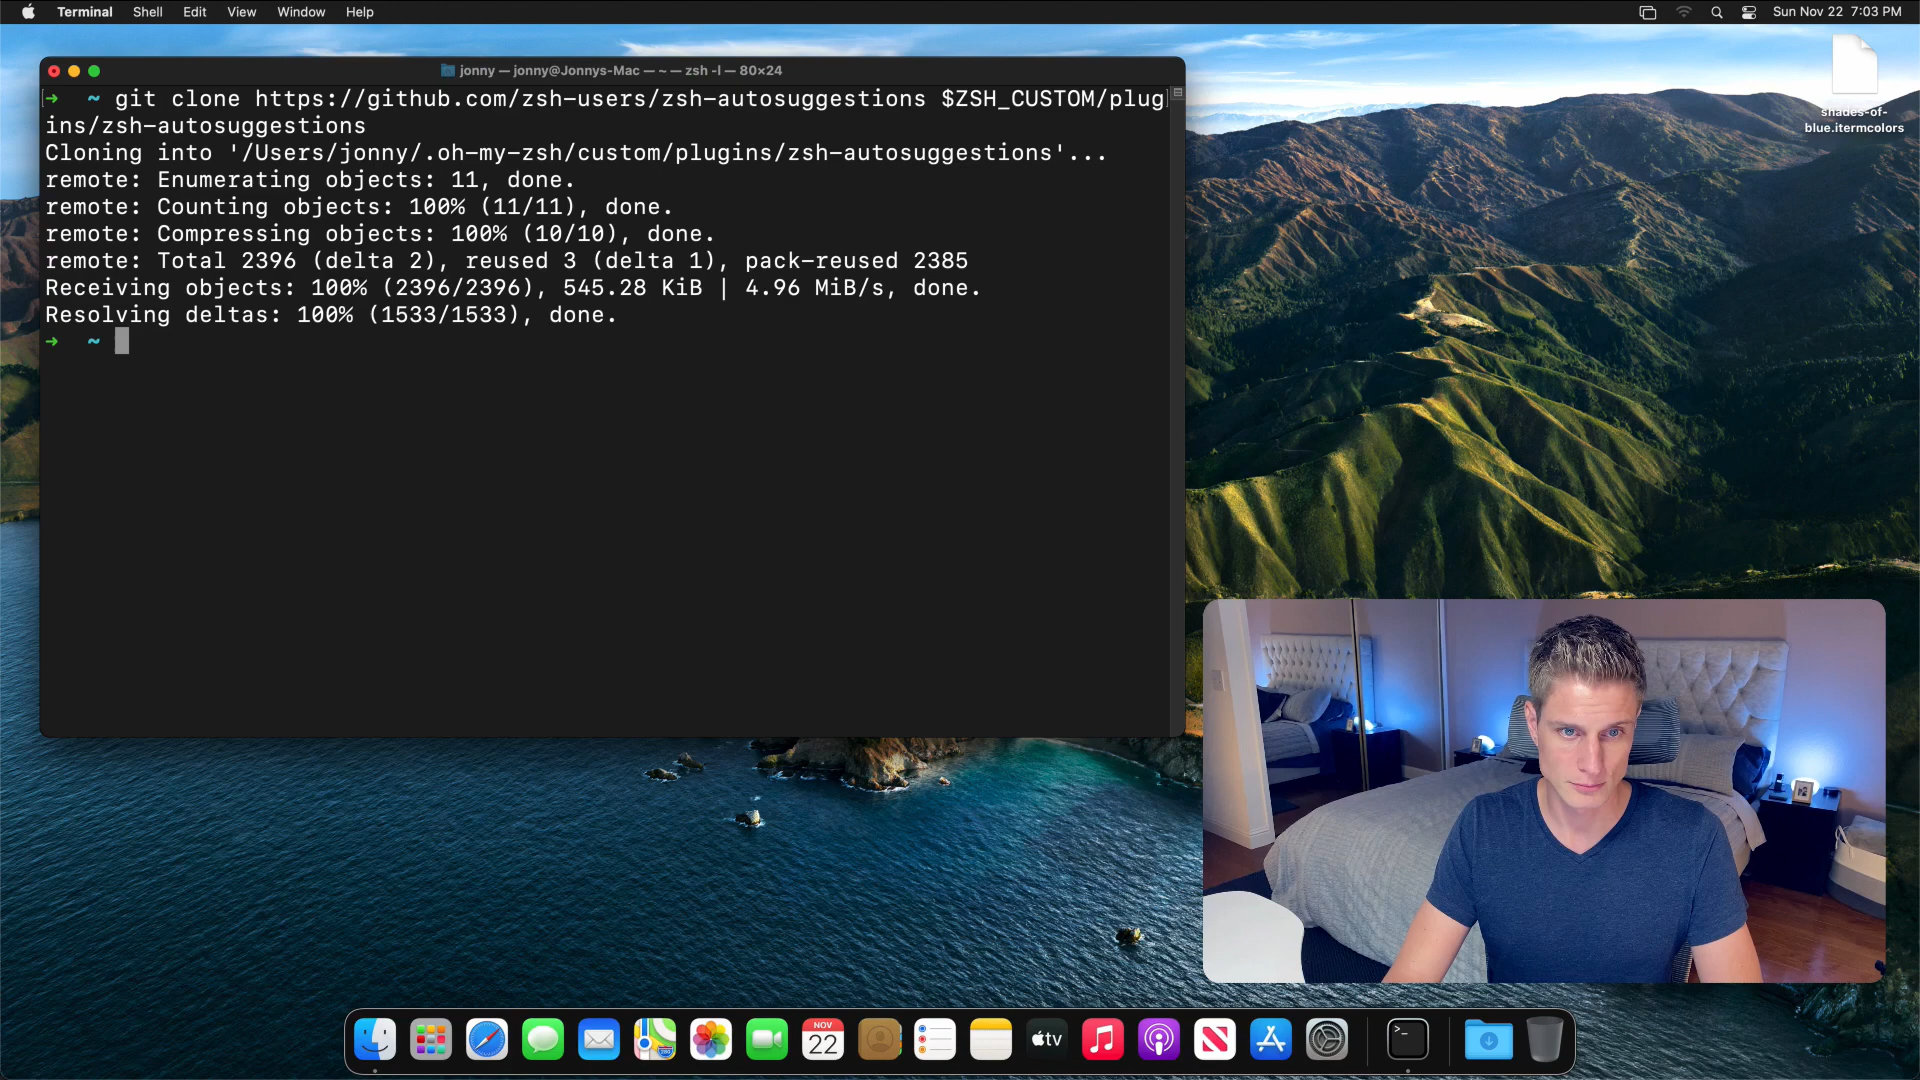 Terminal Shell Edit View Window Help
Sun Nov 22 7:03 PM
jonny — jonny@Jonnys-Mac — ~ — zsh -l — 80×24
➜ ~ git clone https://github.com/zsh-users/zsh-autosuggestions $ZSH_CUSTOM/plug
ins/zsh-autosuggestions
Cloning into '/Users/jonny/.oh-my-zsh/custom/plugins/zsh-autosuggestions'...
remote: Enumerating objects: 11, done.
remote: Counting objects: 100% (11/11), done.
remote: Compressing objects: 100% (10/10), done.
remote: Total 2396 (delta 2), reused 3 (delta 1), pack-reused 2385
Receiving objects: 100% (2396/2396), 545.28 KiB | 4.96 MiB/s, done.
Resolving deltas: 100% (1533/1533), done.
➜ ~
shades-of-
blue.itermcolors
NOV
22
tv
>_